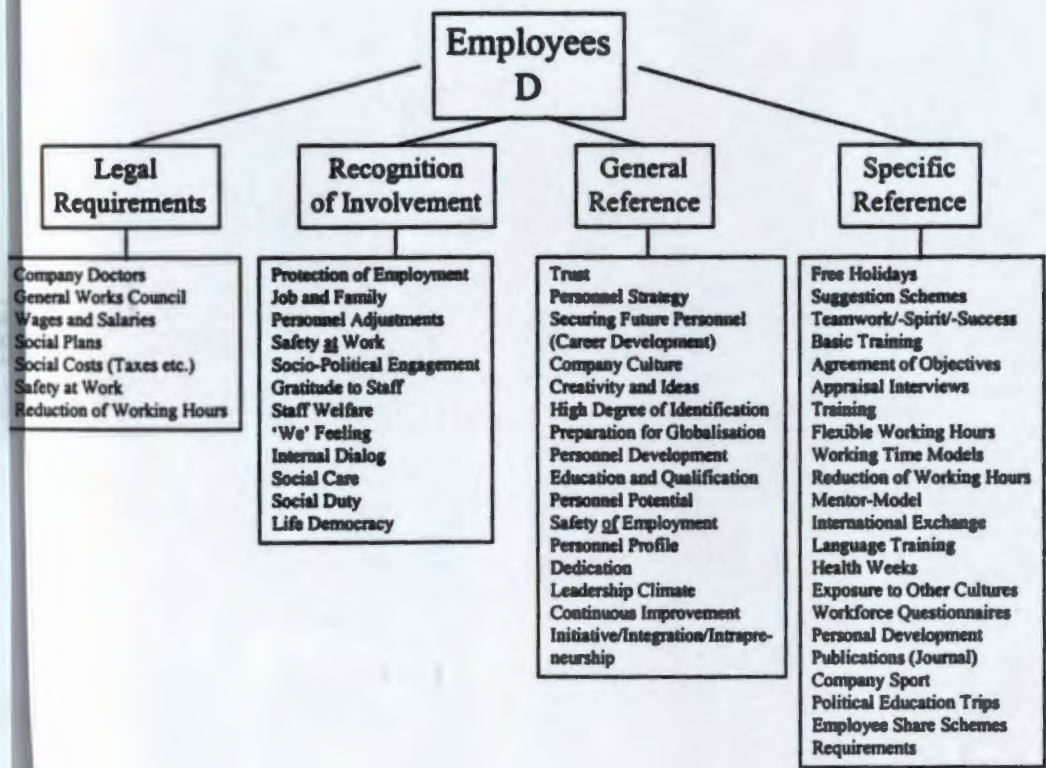 Employees
D
Legal
Requirements
Company Doctors
General Works Council
Wages and Salaries
Social Plans
Social Costs (Taxes etc.)
Safety at Work
Reduction of Working Hours
Recognition
of Involvement
Protection of Employment
Job and Family
Personnel Adjustments
Safety at Work
Socio-Political Engagement
Gratitude to Staff
Staff Welfare
'We' Feeling
Internal Dialog
Social Care
Social Duty
Life Democracy
General
Reference
Trust
Personnel Strategy
Securing Future Personnel
(Career Development)
Company Culture
Creativity and Ideas
High Degree of Identification
Preparation for Globalisation
Personnel Development
Education and Qualification
Personnel Potential
Safety of Employment
Personnel Profile
Dedication
Leadership Climate
Continuous Improvement
Initiative/Integration/Intrapre-
neurship
Specific
Reference
Free Holidays
Suggestion Schemes
Teamwork/-Spirit/-Success
Basic Training
Agreement of Objectives
Appraisal Interviews
Training
Flexible Working Hours
Working Time Models
Reduction of Working Hours
Mentor-Model
International Exchange
Language Training
Health Weeks
Exposure to Other Cultures
Workforce Questionnaires
Personal Development
Publications (Journal)
Company Sport
Political Education Trips
Employee Share Schemes
Requirements